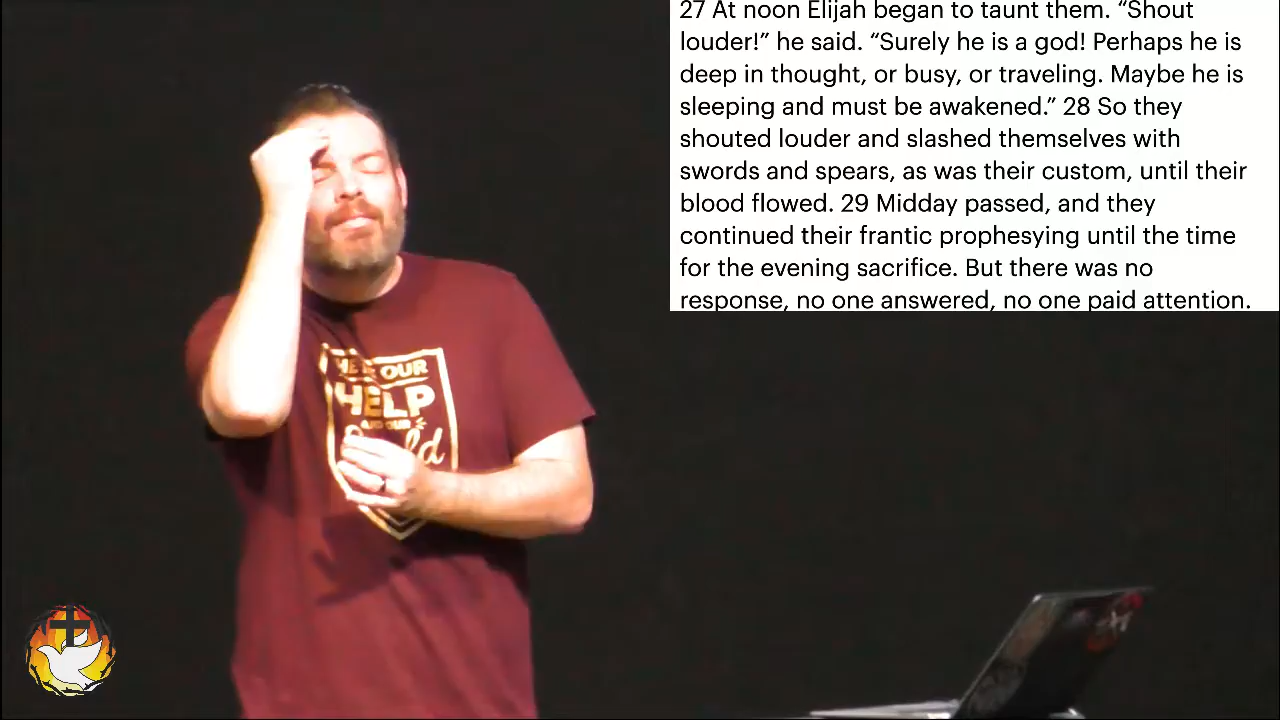 27 At noon Elijah began to taunt them. “Shout
louder!” he said. “Surely he is a god! Perhaps he is
deep in thought, or busy, or traveling. Maybe he is
sleeping and must be awakened.” 28 So they
shouted louder and slashed themselves with
swords and spears, as was their custom, until their
blood flowed. 29 Midday passed, and they
continued their frantic prophesying until the time
for the evening sacrifice. But there was no
response, no one answered, no one paid attention.
OUR
HELP